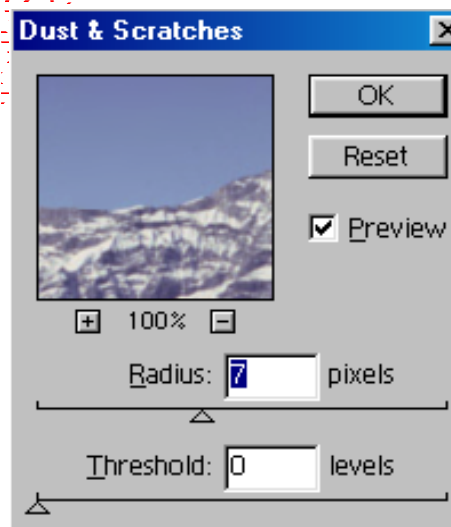 Dust & Scratches
OK
Reset
Preview
100%
Radius: 7 pixels
Threshold: 0 levels